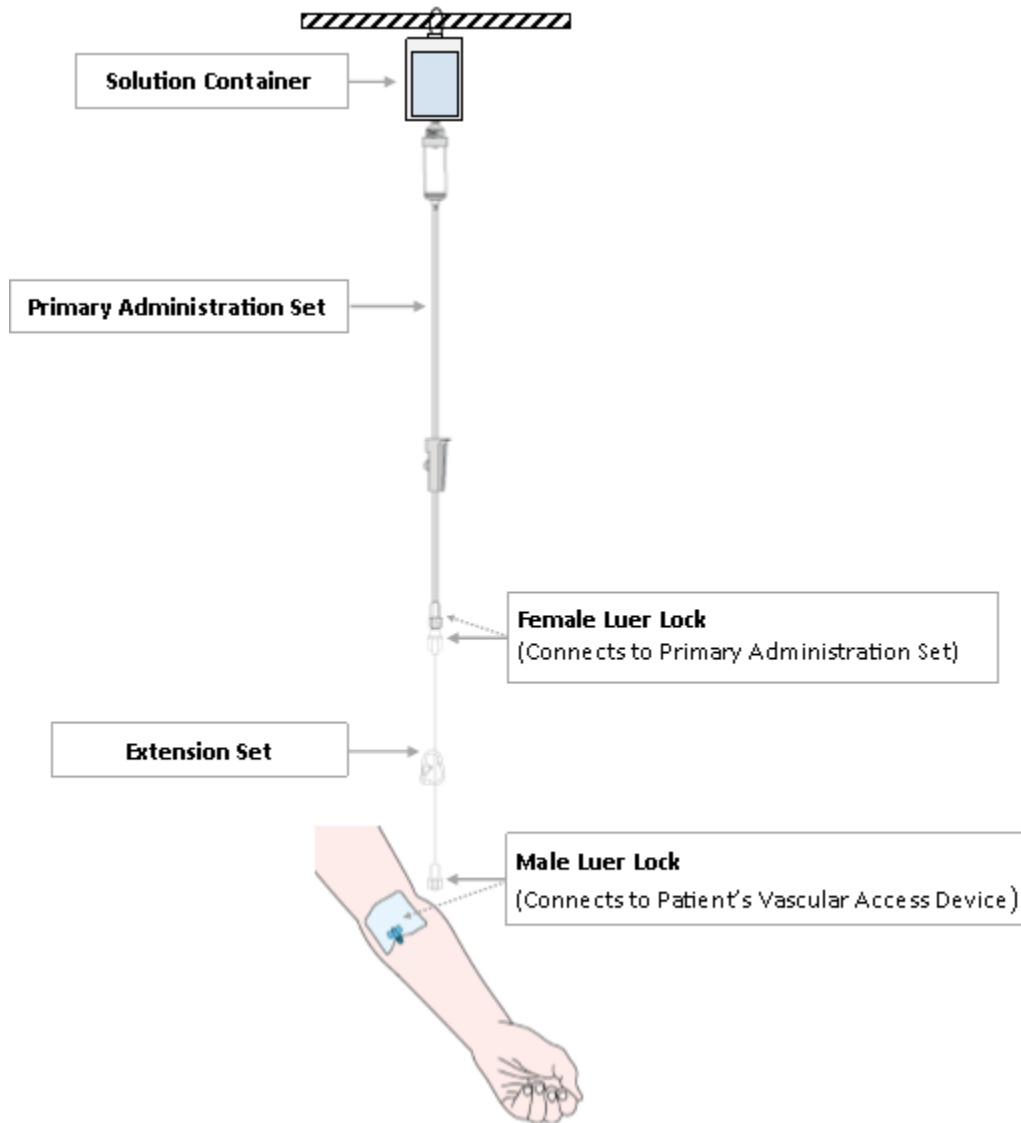 Solution Container
Primary Administration Set
Female Luer Lock
(Connects to Primary Administration Set)
Extension Set
Male Luer Lock
(Connects to Patient's Vascular Access Device)